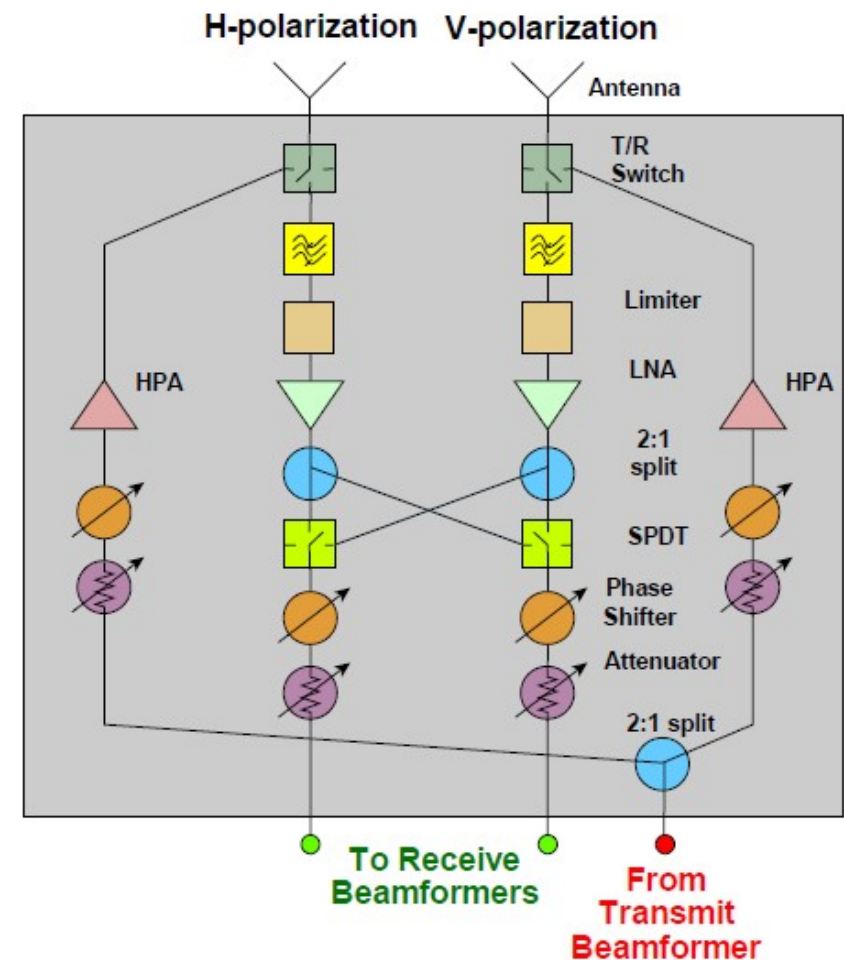 H-polarization V-polarization
Antenna
T/R
Switch
Limiter
LNA
HPA
HPA
2:1
split
SPDT
Phase
Shifter
Attenuator
2:1 split
To Receive
Beamformers
From
Transmit
Beamformer